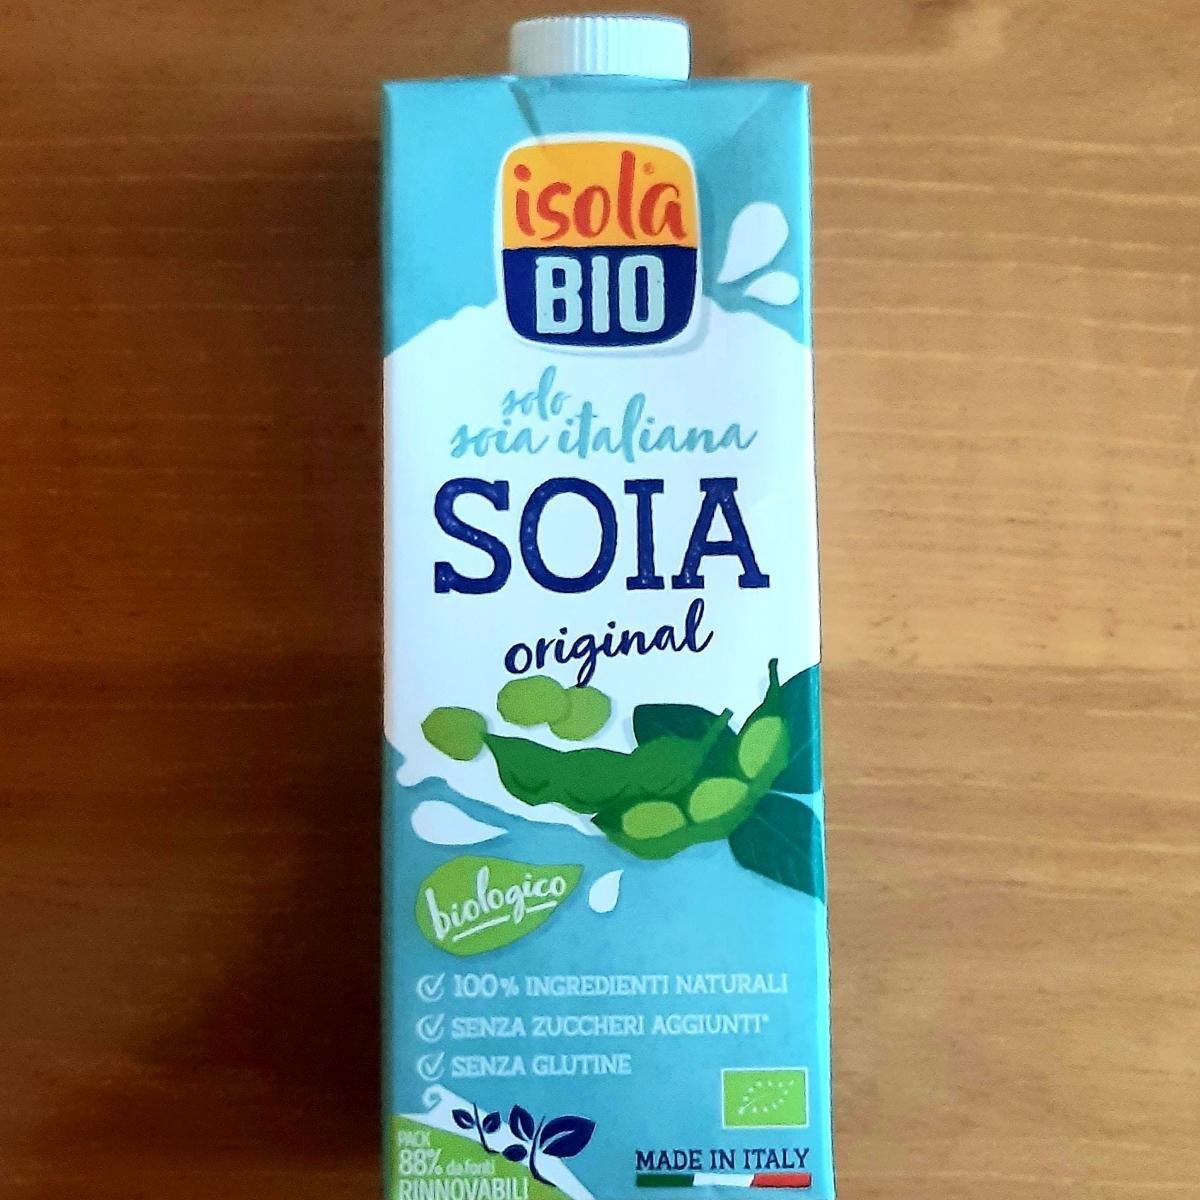 isola
BIO
solo
soia italiana
SOIA
original
biologico
100% INGREDIENTI NATURALI
SENZA ZUCCHERI AGGIUNTI*
SENZA GLUTINE
PACK
88% da fonti
RINNOVABILI
MADE IN ITALY